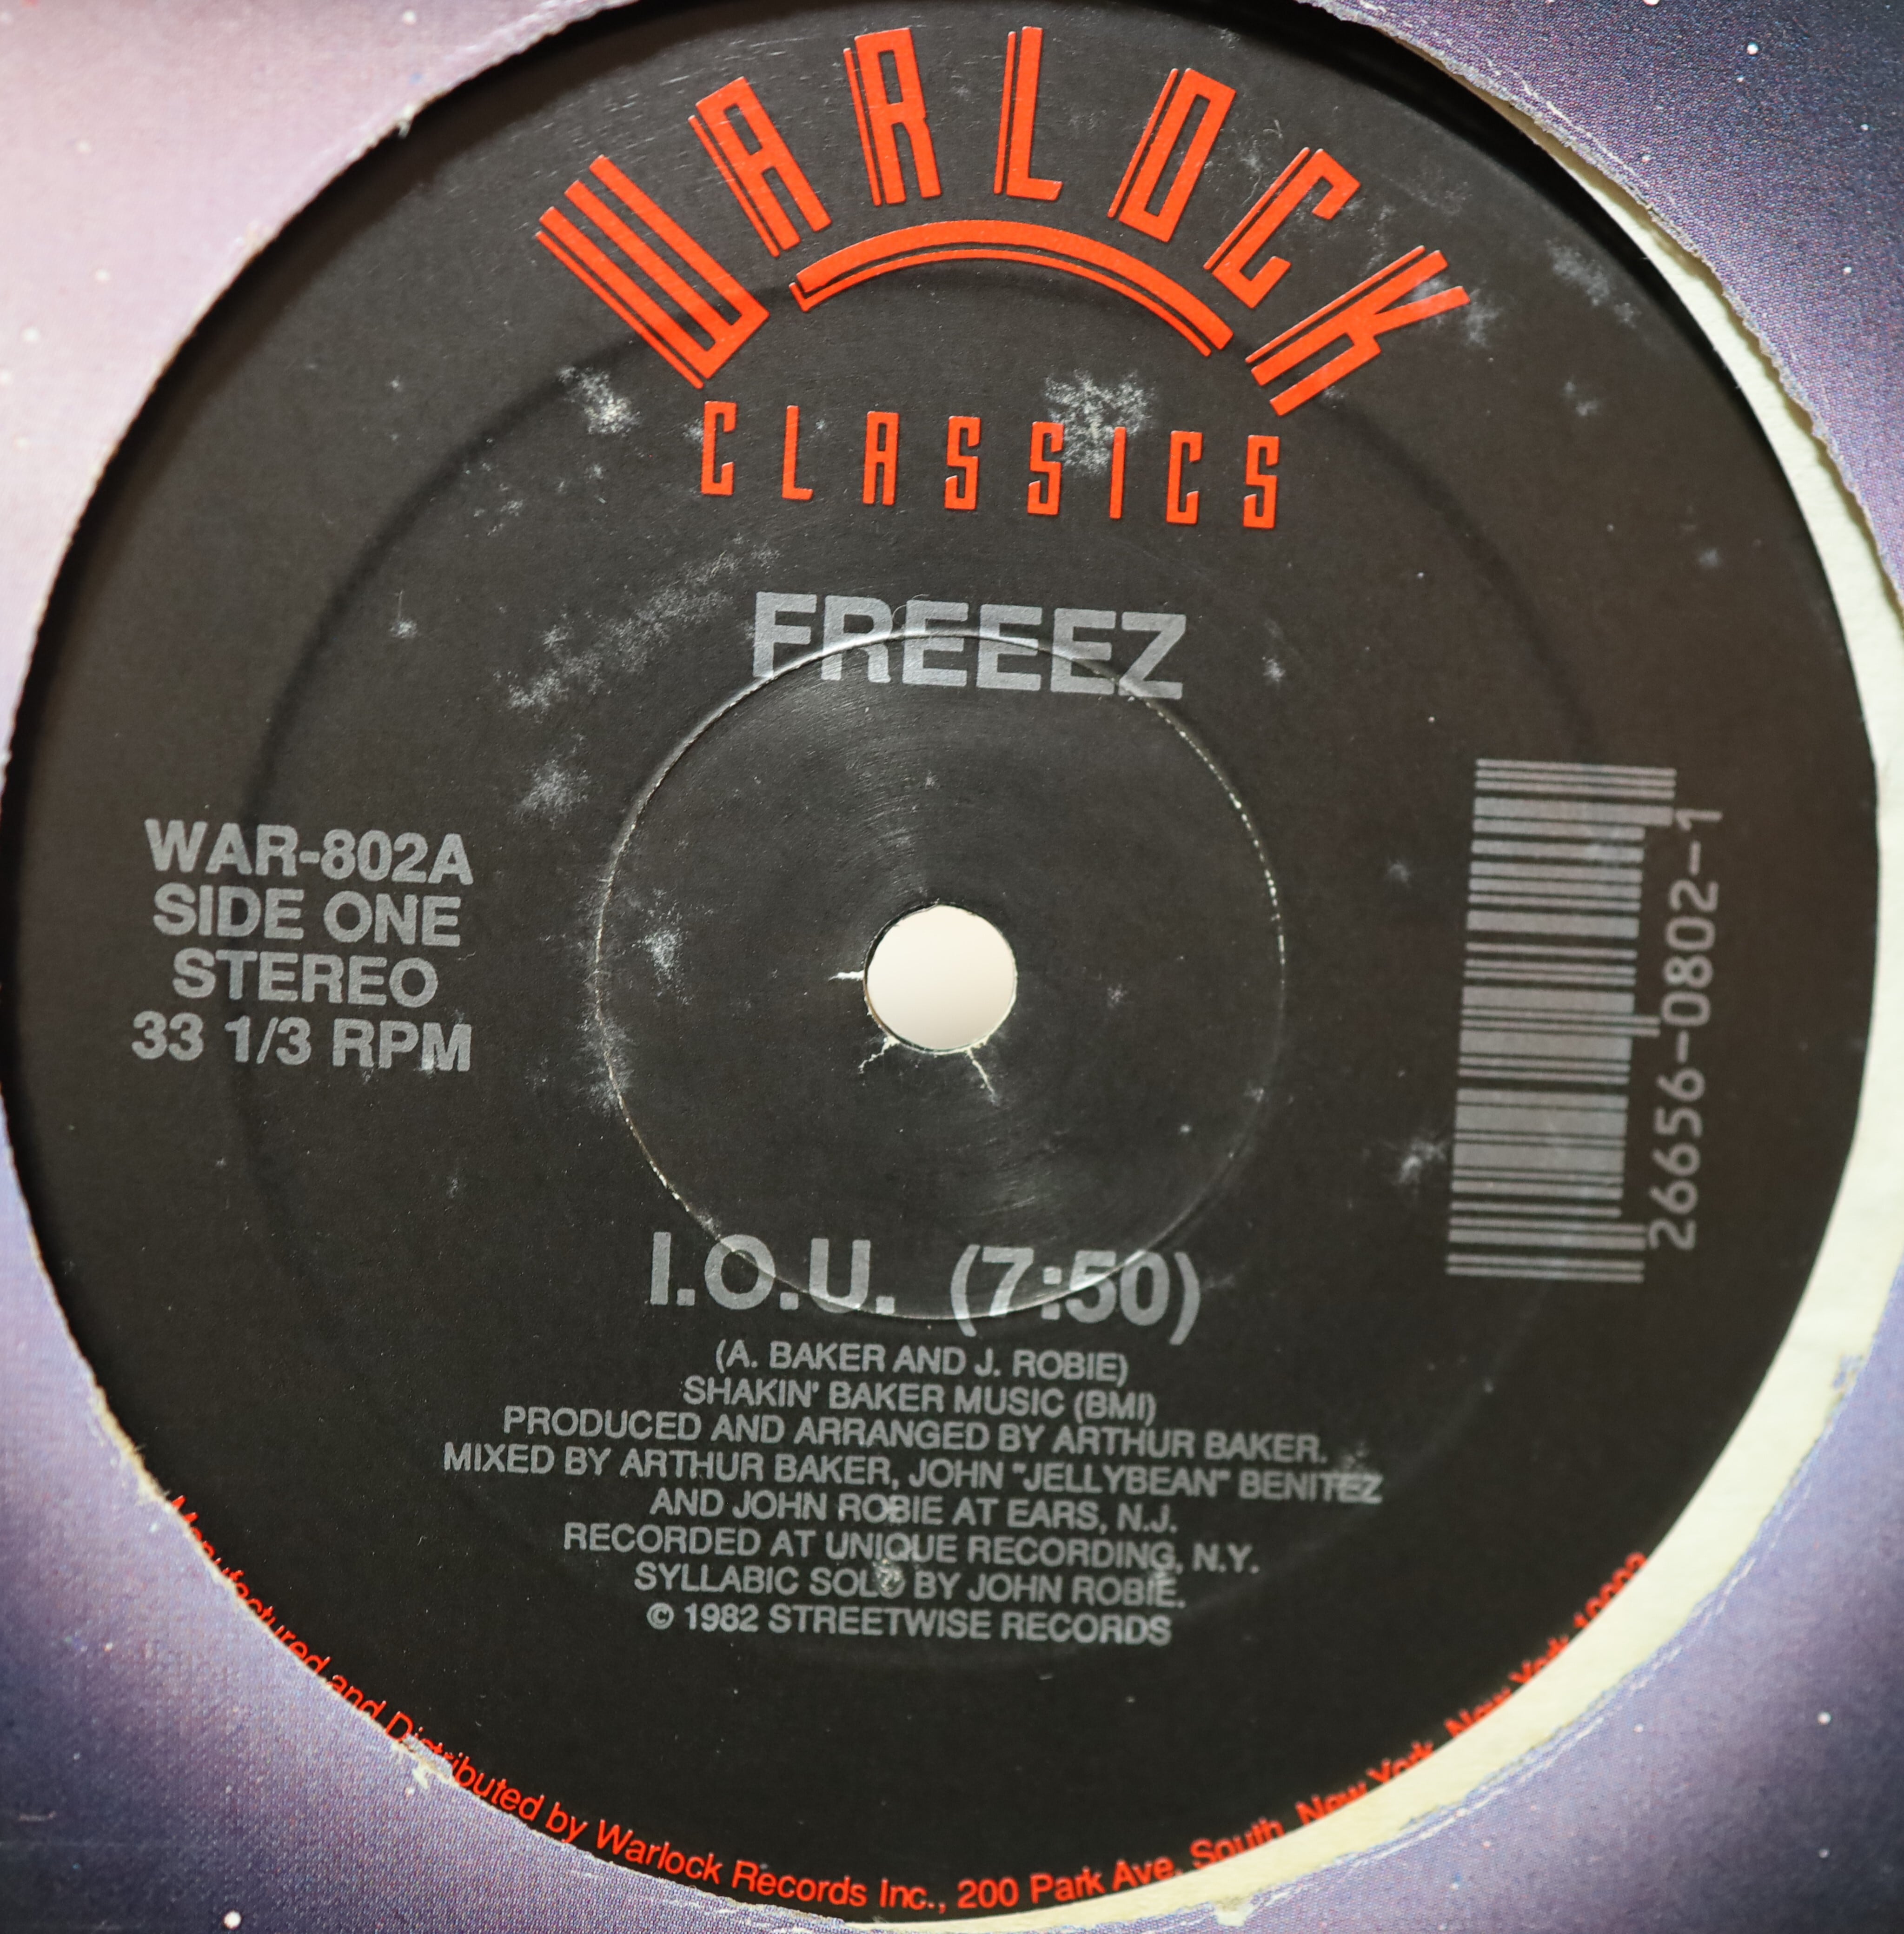 WARLOCK
CLASSICS
FREEEZ
WAR-802A
SIDE ONE
STEREO
33 1/3 RPM
26656-0802-1
I.O.U. (7:50)
(A. BAKER AND J. ROBIE)
SHAKIN' BAKER MUSIC (BMI)
PRODUCED AND ARRANGED BY ARTHUR BAKER.
MIXED BY ARTHUR BAKER, JOHN "JELLYBEAN" BENITEZ
AND JOHN ROBIE AT EARS, N.J.
RECORDED AT UNIQUE RECORDING, N.Y.
SYLLABIC SOLO BY JOHN ROBIE.
© 1982 STREETWISE RECORDS
Manufactured and Distributed by Warlock Records Inc., 200 Park Ave. South, New York, New York